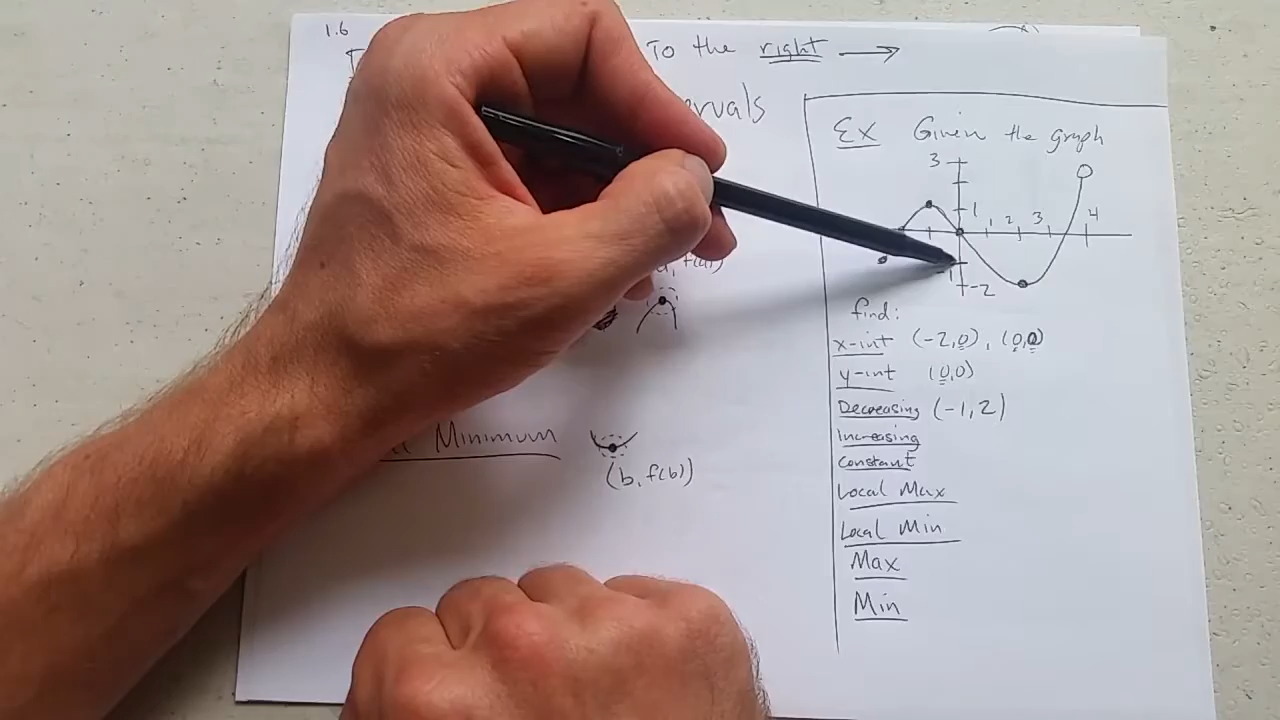 1.6
To the right
Ex Given the graph
3
1
1 2 3 4
-2
find:
x-int (-2,0), (0,0)
y-int (0,0)
Decreasing (-1,2)
Increasing
Constant
Local Max
Local Min
Max
Min
Minimum
(b, f(b))